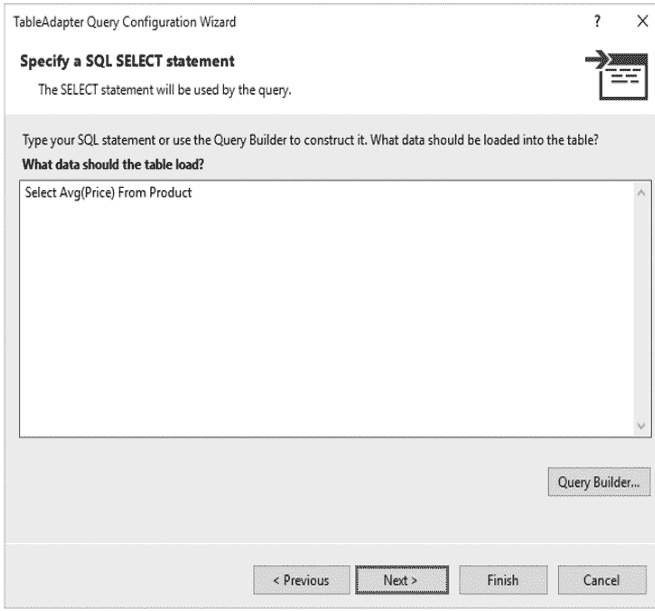 TableAdapter Query Configuration Wizard
?
X
Specify a SQL SELECT statement
The SELECT statement will be used by the query.
Type your SQL statement or use the Query Builder to construct it. What data should be loaded into the table?
What data should the table load?
Select Avg(Price) From Product
Query Builder...
< Previous
Next >
Finish
Cancel